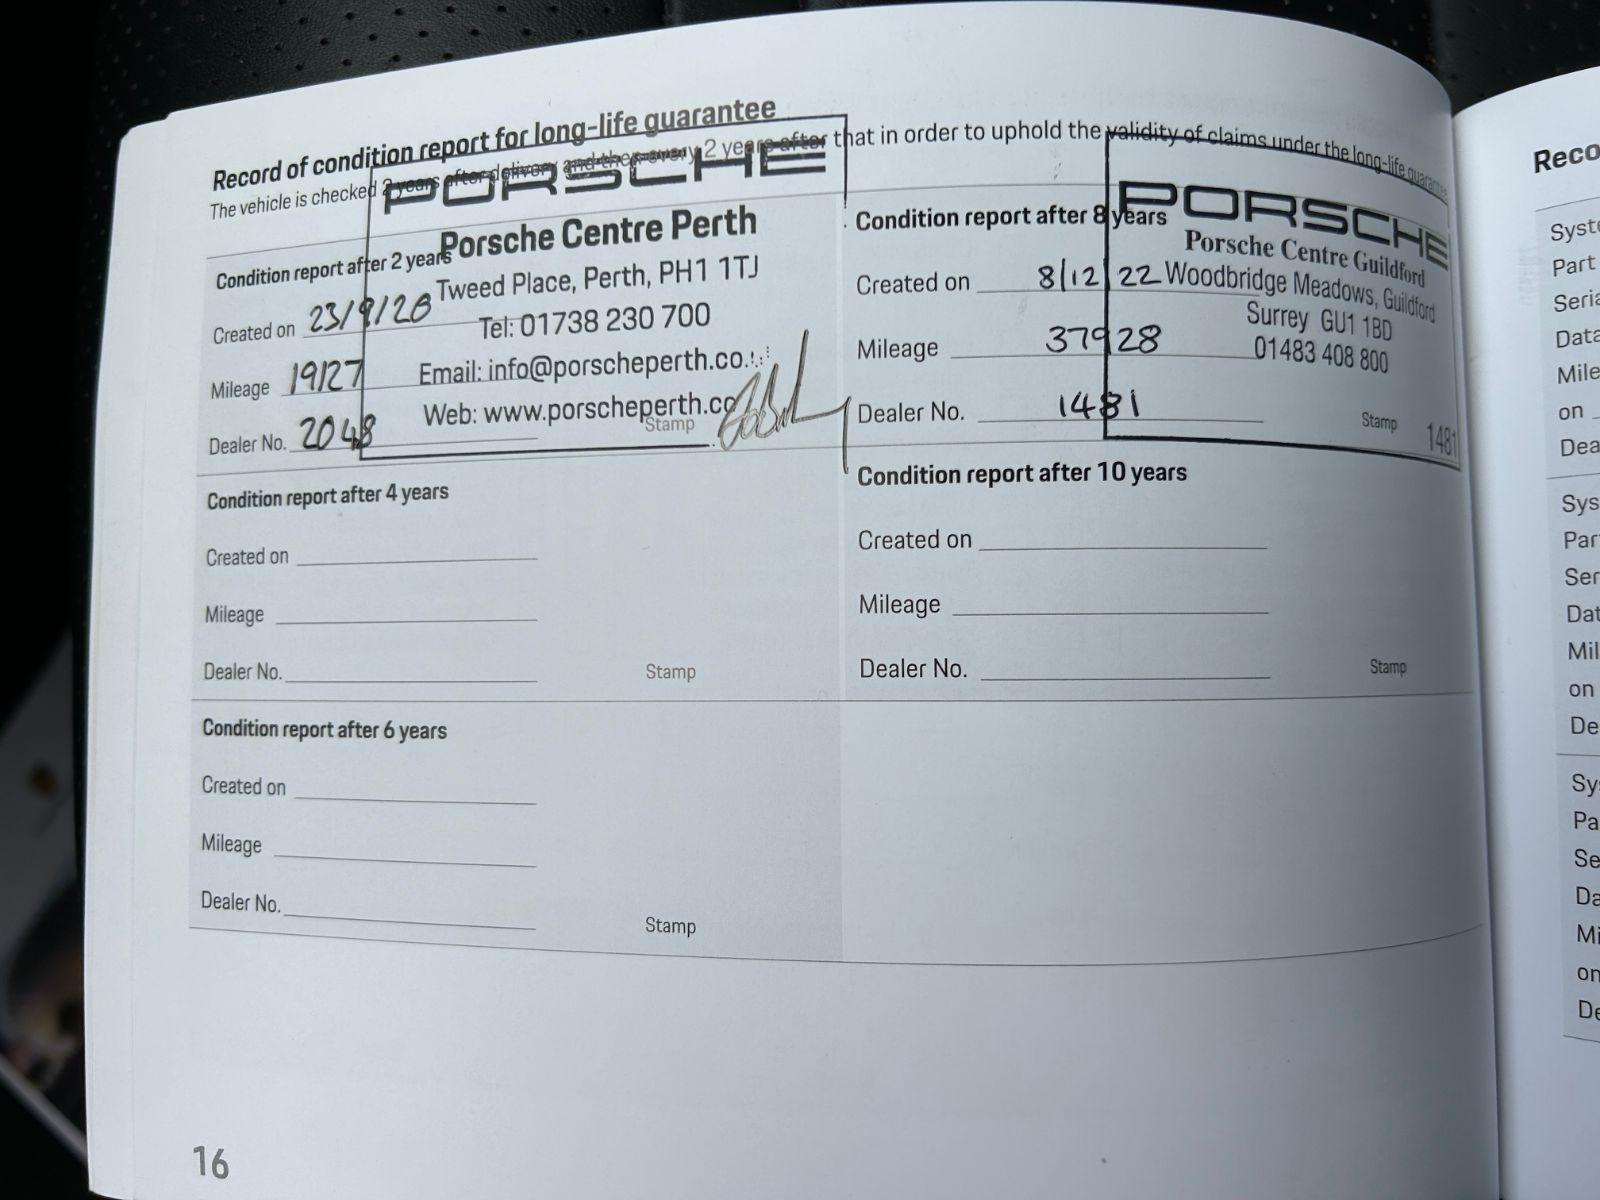 Record of condition report for long-life guarantee
The vehicle is checked 2 years after delivery and then every 2 years after that in order to uphold the validity of claims under the long-life guarantee
PORSCHE
Condition report after 2 years
Porsche Centre Perth
Tweed Place, Perth, PH1 1TJ
Created on 23/9/20
Tel: 01738 230 700
Mileage 19127
Email: info@porscheperth.co.
Dealer No. 2048
Web: www.porscheperth.co
Stamp
Condition report after 4 years
Created on
Mileage
Dealer No.
Stamp
Condition report after 6 years
Created on
Mileage
Dealer No.
Stamp
PORSCHE
Condition report after 8 years
Porsche Centre Guildford
Created on 8/12/22
Woodbridge Meadows, Guildford
Surrey GU1 1BD
Mileage 37928
01483 408 800
Dealer No. 1481
Stamp
1481
Condition report after 10 years
Created on
Mileage
Dealer No.
Stamp
16
Part
on
on